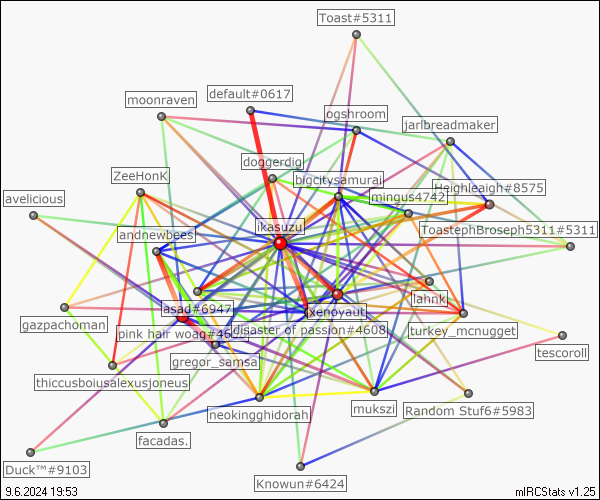 Toast#5311
moonraven
default#0617
ogshroom
jarlbreadmaker
doggerdig
ZeeHonK
bigcitysamurai
mingus4742
Heighleaigh#8575
avelicious
ikasuzu
ToastephBroseph5311#5311
andnewbees
lahnk
asad#6947
xenoyaut
gazpachoman
pink hair woag#46
disaster of passion#4608
turkey_mcnugget
gregor_samsa
tescoroll
thiccusboiusalexusjoneus
neokingghidorah
mukszi
Random Stuf6#5983
facadas.
Duck™#9103
Knowun#6424
9.6.2024 19:53
mIRCStats v1.25